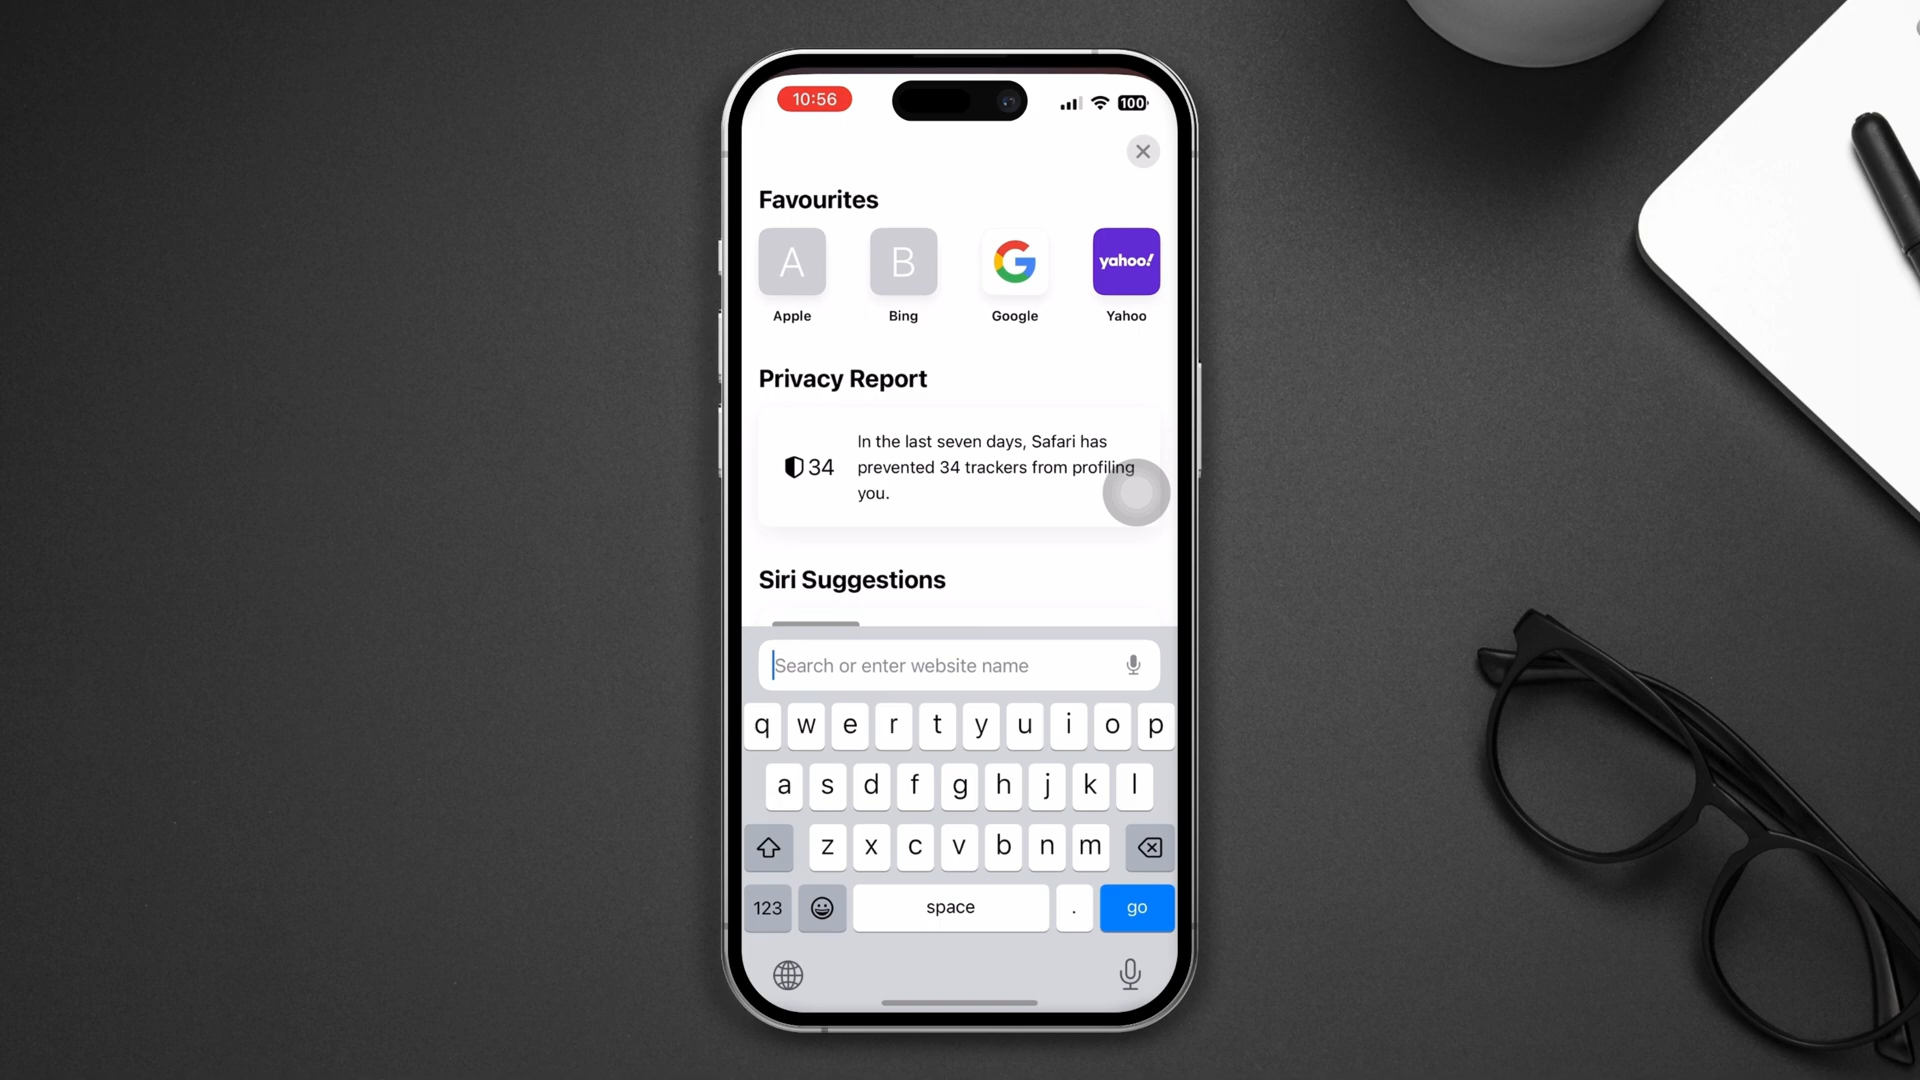 10:56
100
Favourites
A
B
G
yahoo!
Apple
Bing
Google
Yahoo
Privacy Report
34
In the last seven days, Safari has
prevented 34 trackers from profiling
you.
Siri Suggestions
Search or enter website name
q w e r t y u i o p
a s d f g h j k l
z x c v b n m
123
space
.
go